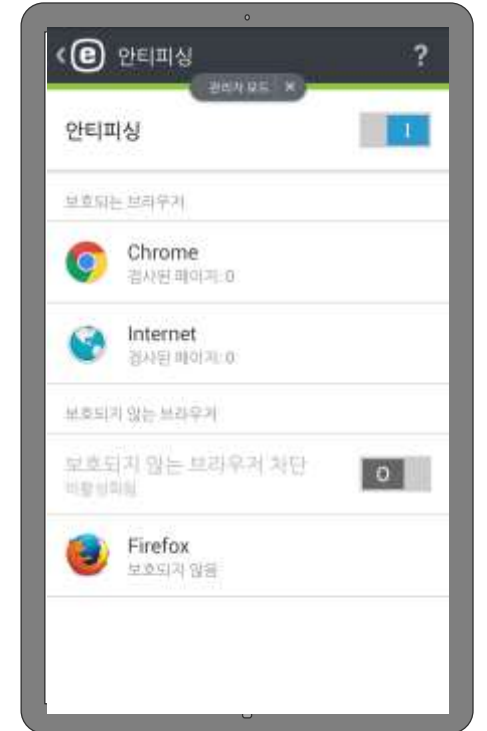 안티피싱 ?
관리자 모드 ×
안티피싱 I
보호되는 브라우저
Chrome
검사된 페이지: 0
Internet
검사된 페이지: 0
보호되지 않는 브라우저
보호되지 않는 브라우저 차단
비활성화됨 O
Firefox
보호되지 않음